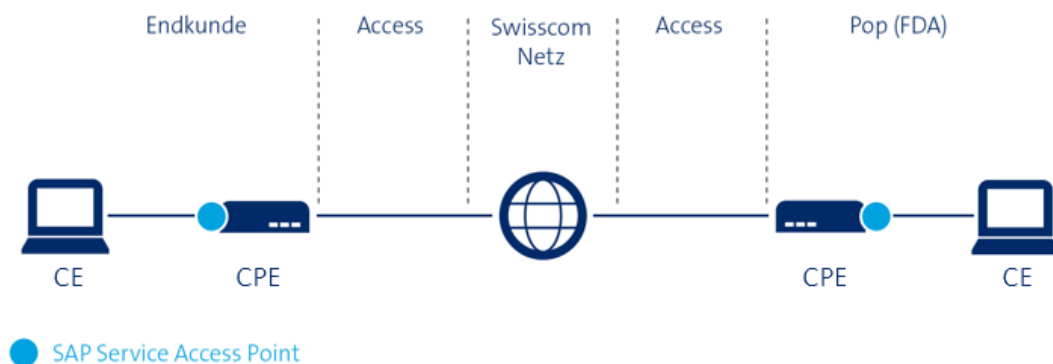 Endkunde
Access
Swisscom
Netz
Access
Pop (FDA)
CE
CPE
CPE
CE
SAP Service Access Point